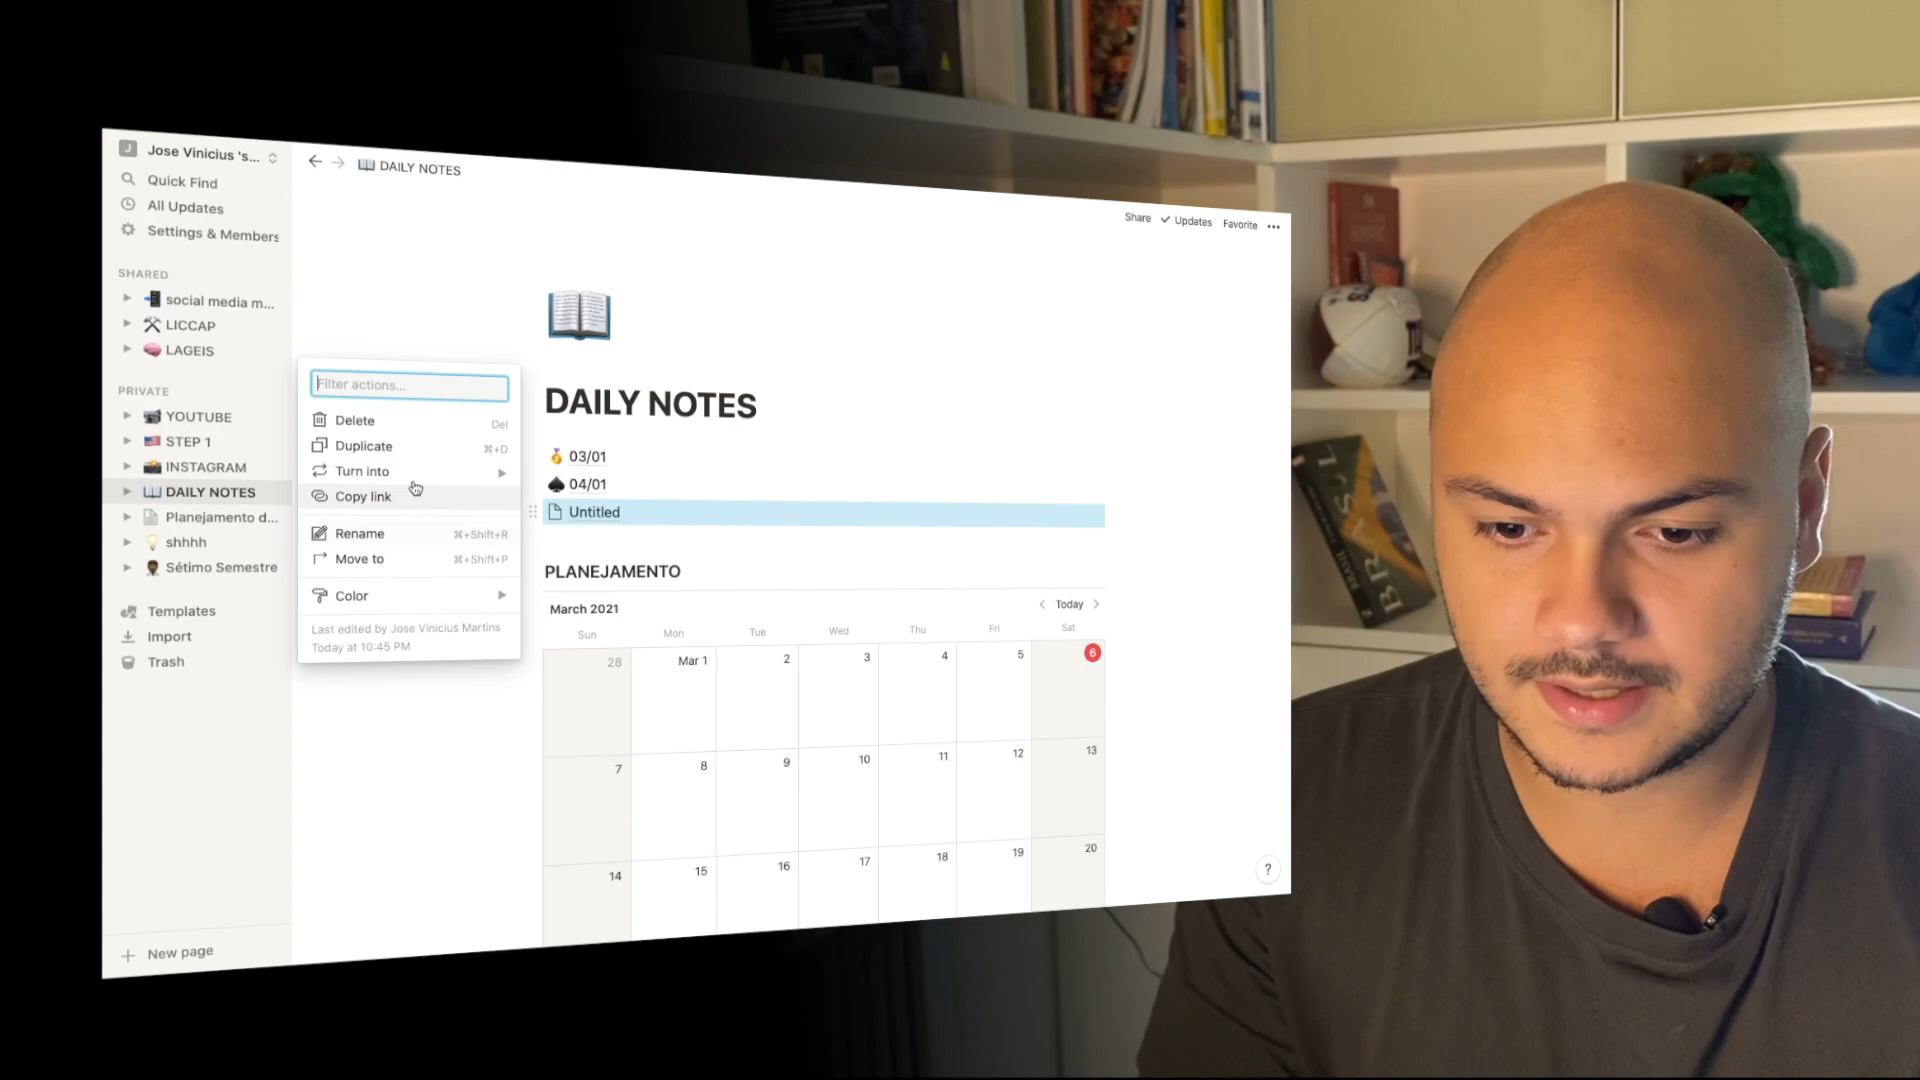 J
Jose Vinicius 's...
Quick Find
All Updates
Settings & Members
SHARED
social media m...
LICCAP
LAGEIS
PRIVATE
YOUTUBE
STEP 1
INSTAGRAM
DAILY NOTES
Planejamento d...
shhhh
Sétimo Semestre
Templates
Import
Trash
New page
DAILY NOTES
Share
Updates
Favorite
Filter actions...
Delete Del
Duplicate ⌘+D
Turn into
Copy link
Rename ⌘+Shift+R
Move to ⌘+Shift+P
Color
Last edited by Jose Vinicius Martins
Today at 10:45 PM
DAILY NOTES
03/01
04/01
Untitled
PLANEJAMENTO
March 2021
Today
Sun Mon Tue Wed Thu Fri Sat
28 Mar 1 2 3 4 5 6
7 8 9 10 11 12 13
14 15 16 17 18 19 20
?
BRASIL